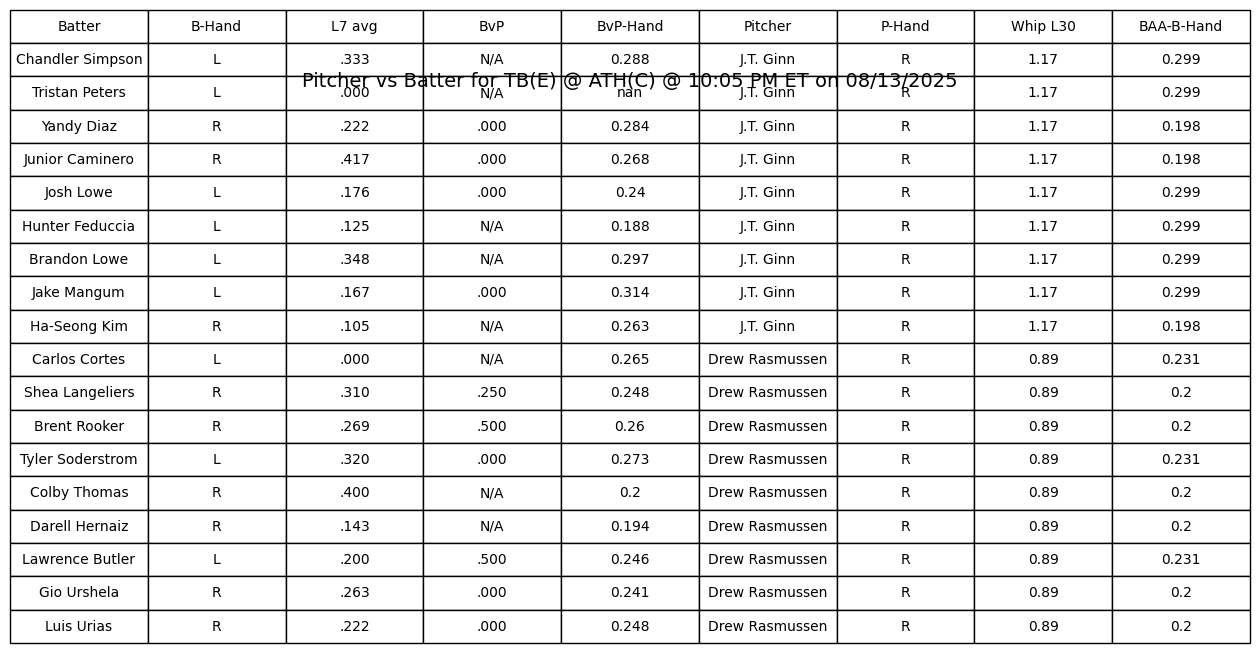 Batter B-Hand L7 avg BvP BvP-Hand Pitcher P-Hand Whip L30 BAA-B-Hand
Chandler Simpson L .333 N/A 0.288 J.T. Ginn R 1.17 0.299
Pitcher vs Batter for TB(E) @ ATH(C) @ 10:05 PM ET on 08/13/2025
Tristan Peters L .000 N/A nan J.T. Ginn R 1.17 0.299
Yandy Diaz R .222 .000 0.284 J.T. Ginn R 1.17 0.198
Junior Caminero R .417 .000 0.268 J.T. Ginn R 1.17 0.198
Josh Lowe L .176 .000 0.24 J.T. Ginn R 1.17 0.299
Hunter Feduccia L .125 N/A 0.188 J.T. Ginn R 1.17 0.299
Brandon Lowe L .348 N/A 0.297 J.T. Ginn R 1.17 0.299
Jake Mangum L .167 .000 0.314 J.T. Ginn R 1.17 0.299
Ha-Seong Kim R .105 N/A 0.263 J.T. Ginn R 1.17 0.198
Carlos Cortes L .000 N/A 0.265 Drew Rasmussen R 0.89 0.231
Shea Langeliers R .310 .250 0.248 Drew Rasmussen R 0.89 0.2
Brent Rooker R .269 .500 0.26 Drew Rasmussen R 0.89 0.2
Tyler Soderstrom L .320 .000 0.273 Drew Rasmussen R 0.89 0.231
Colby Thomas R .400 N/A 0.2 Drew Rasmussen R 0.89 0.2
Darell Hernaiz R .143 N/A 0.194 Drew Rasmussen R 0.89 0.2
Lawrence Butler L .200 .500 0.246 Drew Rasmussen R 0.89 0.231
Gio Urshela R .263 .000 0.241 Drew Rasmussen R 0.89 0.2
Luis Urias R .222 .000 0.248 Drew Rasmussen R 0.89 0.2